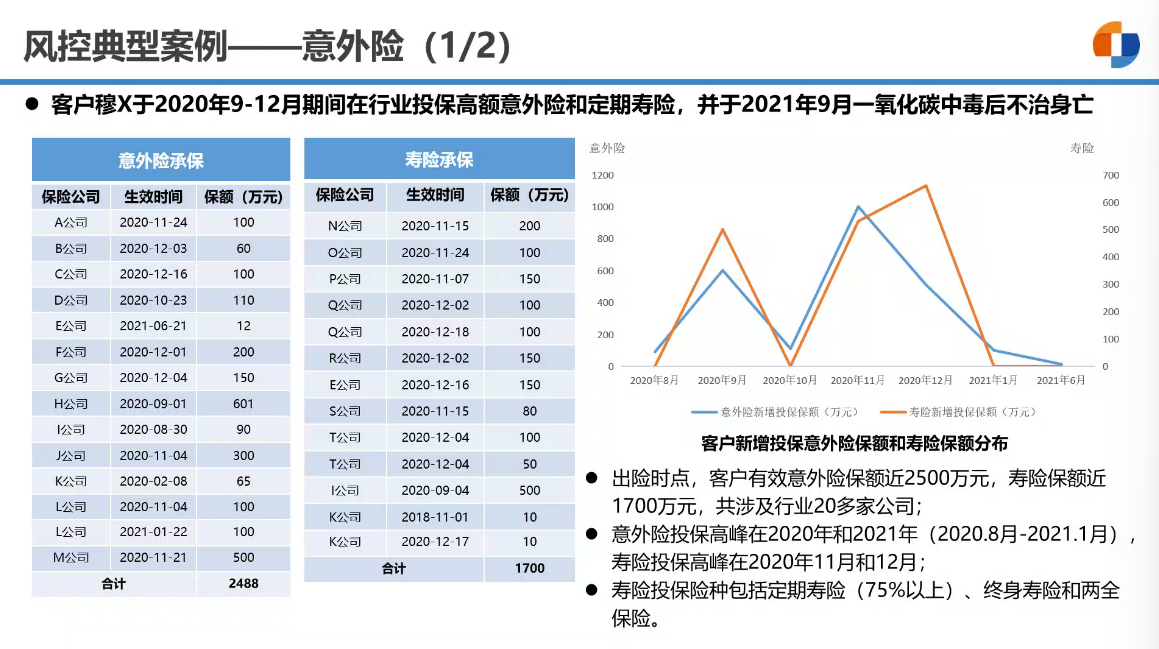 风控典型案例——意外险（1/2）
● 客户穆X于2020年9-12月期间在行业投保高额意外险和定期寿险，并于2021年9月一氧化碳中毒后不治身亡
意外险承保
保险公司 生效时间 保额（万元）
A公司 2020-11-24 100
B公司 2020-12-03 60
C公司 2020-12-16 100
D公司 2020-10-23 110
E公司 2021-06-21 12
F公司 2020-12-01 200
G公司 2020-12-04 150
H公司 2020-09-01 601
I公司 2020-08-30 90
J公司 2020-11-04 300
K公司 2020-02-08 65
L公司 2020-11-04 100
L公司 2021-01-22 100
M公司 2020-11-21 500
合计 2488
寿险承保
保险公司 生效时间 保额（万元）
N公司 2020-11-15 200
O公司 2020-11-24 100
P公司 2020-11-07 150
Q公司 2020-12-02 100
Q公司 2020-12-18 100
R公司 2020-12-02 150
E公司 2020-12-16 150
S公司 2020-11-15 80
T公司 2020-12-04 100
T公司 2020-12-04 50
I公司 2020-09-04 500
K公司 2018-11-01 10
K公司 2020-12-17 10
合计 1700
意外险 寿险
1200 700
1000 600
800 500
600 400
400 300
200 200
0 100
0
2020年8月 2020年9月 2020年10月 2020年11月 2020年12月 2021年1月 2021年6月
意外险新增投保保额（万元） 寿险新增投保保额（万元）
客户新增投保意外险保额和寿险保额分布
● 出险时点，客户有效意外险保额近2500万元，寿险保额近
1700万元，共涉及行业20多家公司；
● 意外险投保高峰在2020年和2021年（2020.8月-2021.1月），
寿险投保高峰在2020年11月和12月；
● 寿险投保险种包括定期寿险（75%以上）、终身寿险和两全
保险。